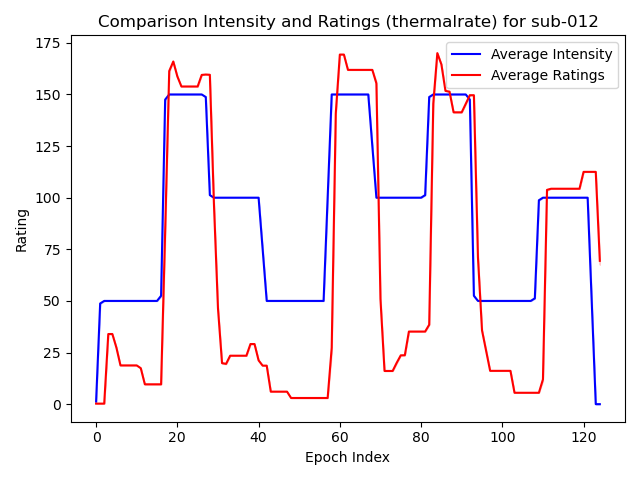 Comparison Intensity and Ratings (thermalrate) for sub-012
Average Intensity
Average Ratings
Rating
175
150
125
100
75
50
25
0
0 20 40 60 80 100 120
Epoch Index